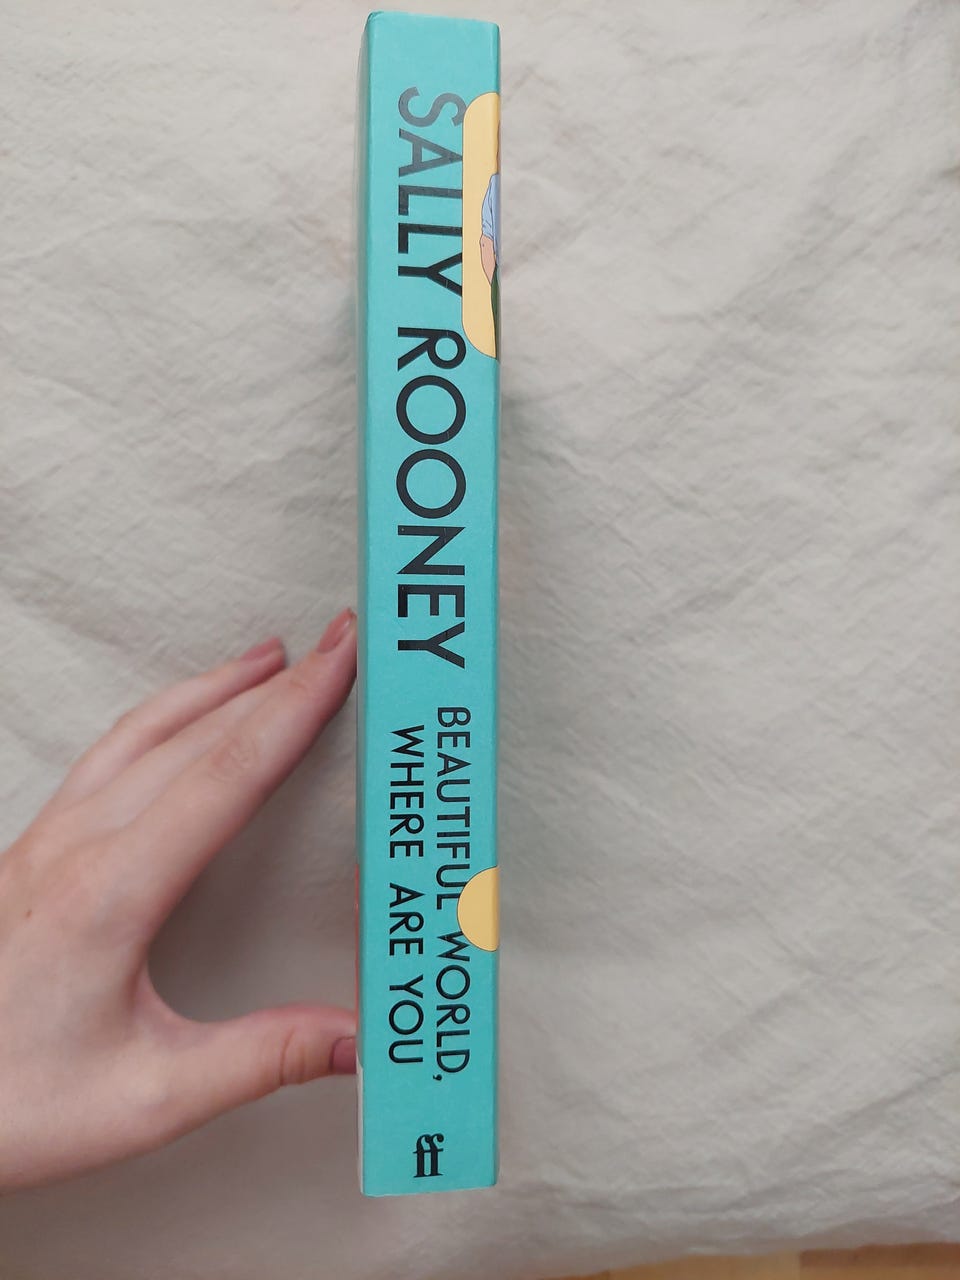 SALLY ROONEY
BEAUTIFUL WORLD,
WHERE ARE YOU
ff